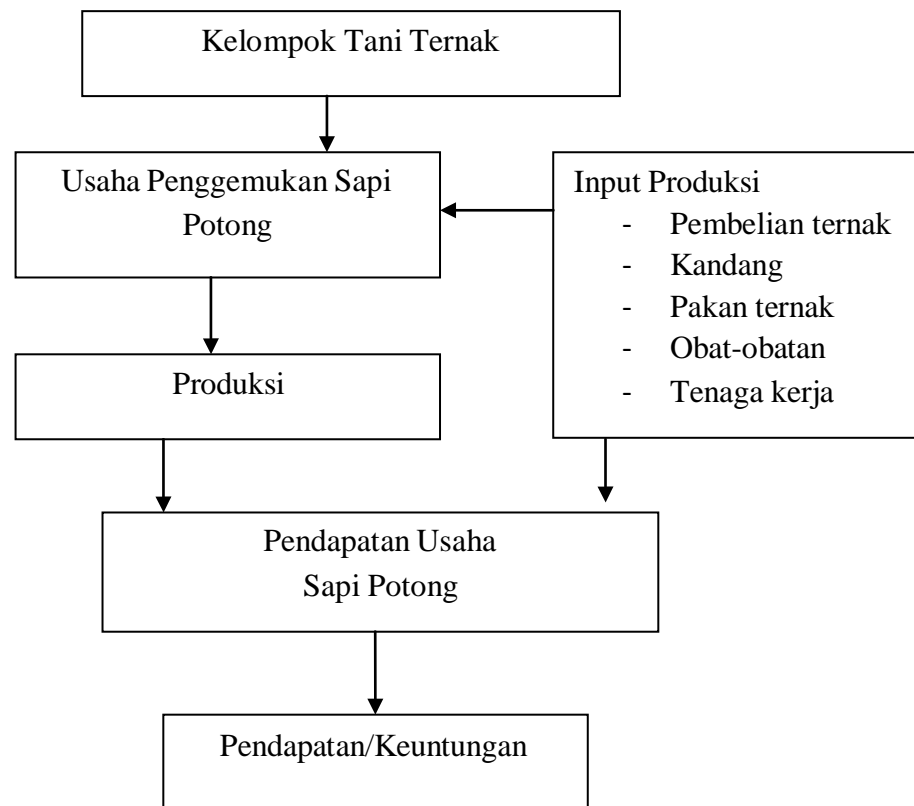 Kelompok Tani Ternak
Usaha Penggemukan Sapi
Potong
Input Produksi
- Pembelian ternak
- Kandang
- Pakan ternak
- Obat-obatan
- Tenaga kerja
Produksi
Pendapatan Usaha
Sapi Potong
Pendapatan/Keuntungan